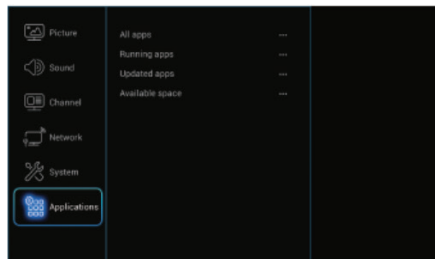 Picture
Sound
Channel
Network
System
Applications
All apps ---
Running apps ---
Updated apps ---
Available space ---